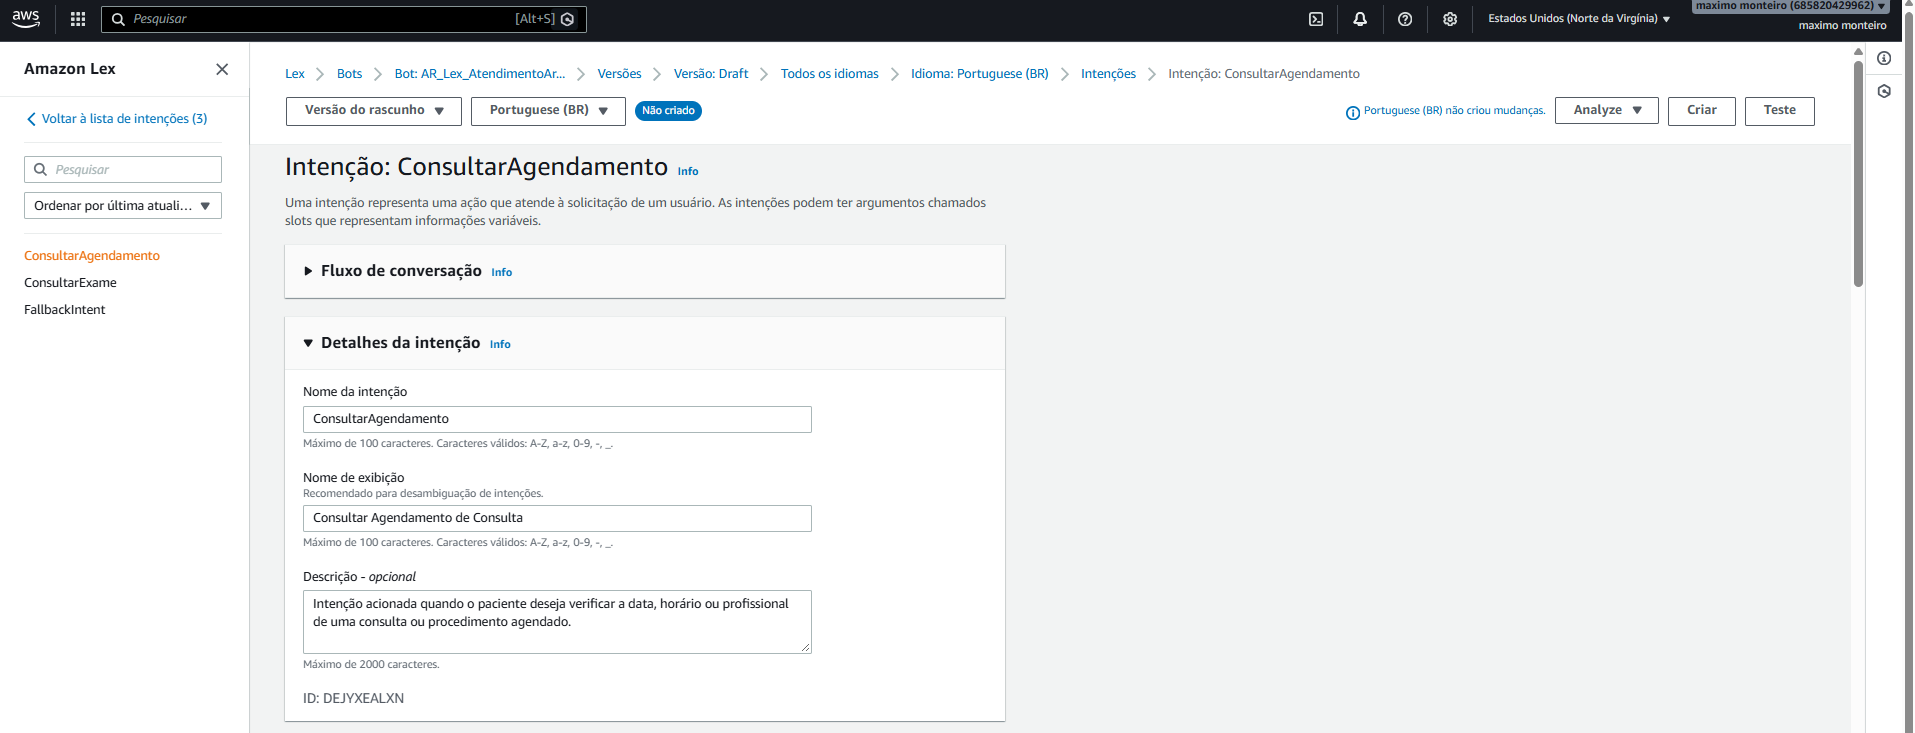 aws
Pesquisar [Alt+S]
Estados Unidos (Norte da Virgínia)
maximo monteiro (685820429962)
maximo monteiro
Amazon Lex
Voltar à lista de intenções (3)
Pesquisar
Ordenar por última atuali...
ConsultarAgendamento
ConsultarExame
FallbackIntent
Lex
Bots
Bot: AR_Lex_AtendimentoAr...
Versões
Versão: Draft
Todos os idiomas
Idioma: Portuguese (BR)
Intenções
Intenção: ConsultarAgendamento
Versão do rascunho
Portuguese (BR)
Não criado
Portuguese (BR) não criou mudanças.
Analyze
Criar
Teste
Intenção: ConsultarAgendamento Info
Uma intenção representa uma ação que atende à solicitação de um usuário. As intenções podem ter argumentos chamados
slots que representam informações variáveis.
Fluxo de conversação Info
Detalhes da intenção Info
Nome da intenção
ConsultarAgendamento
Máximo de 100 caracteres. Caracteres válidos: A-Z, a-z, 0-9, -, _.
Nome de exibição
Recomendado para desambiguação de intenções.
Consultar Agendamento de Consulta
Máximo de 100 caracteres. Caracteres válidos: A-Z, a-z, 0-9, -, _.
Descrição - opcional
Intenção acionada quando o paciente deseja verificar a data, horário ou profissional
de uma consulta ou procedimento agendado.
Máximo de 2000 caracteres.
ID: DEJYXEALXN